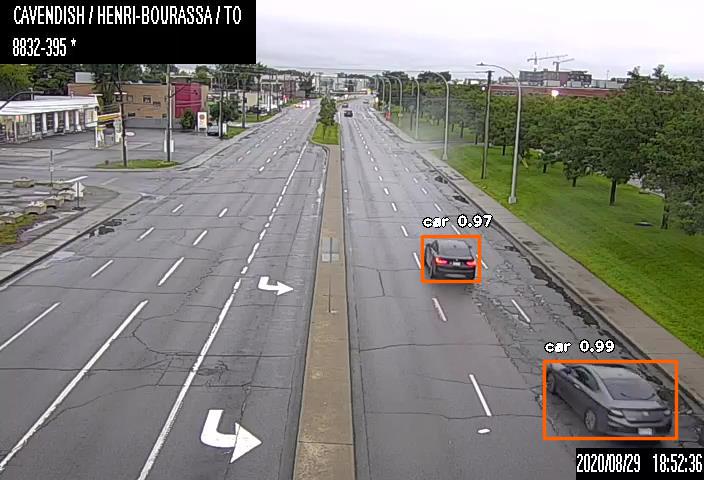 CAVENDISH / HENRI-BOURASSA / TO
8832-395 *
car 0.97
car 0.99
2020/08/29 18:52:36